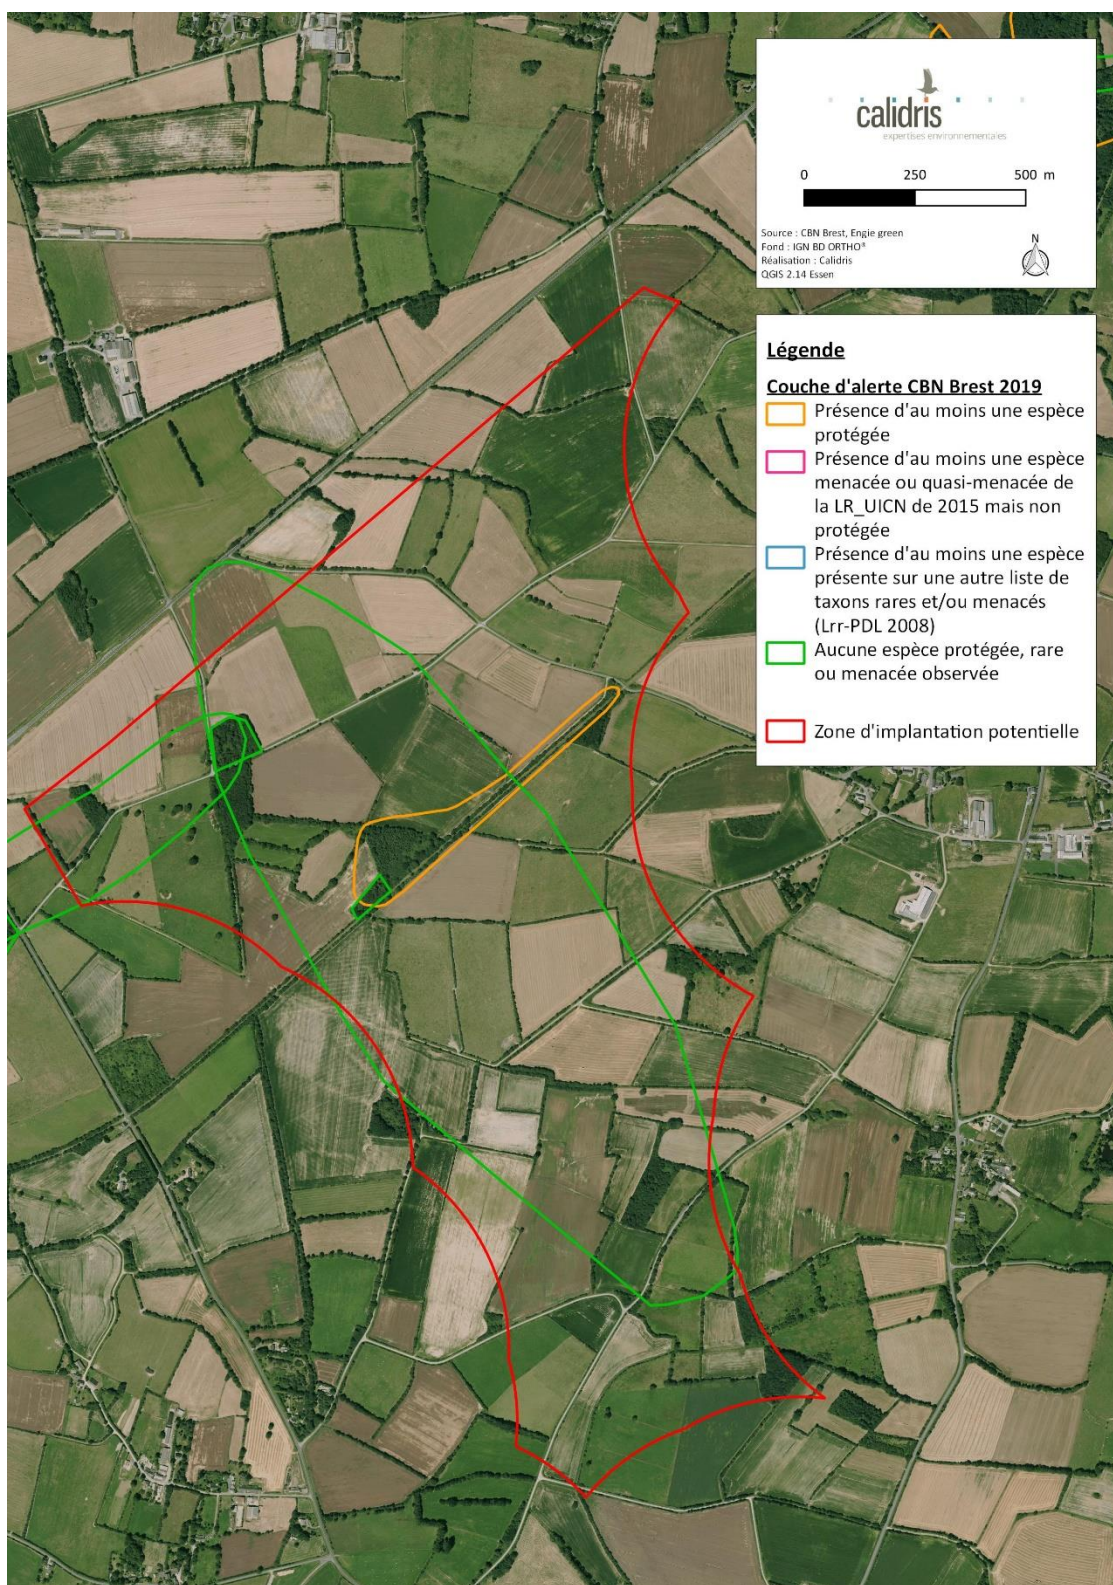 calidris
expertises environnementales
0 250 500 m
Source : CBN Brest, Engie green
Fond : IGN BD ORTHO®
Réalisation : Calidris
QGIS 2.14 Essen
N
Légende
Couche d'alerte CBN Brest 2019
Présence d'au moins une espèce
protégée
Présence d'au moins une espèce
menacée ou quasi-menacée de
la LR_UICN de 2015 mais non
protégée
Présence d'au moins une espèce
présente sur une autre liste de
taxons rares et/ou menacés
(Lrr-PDL 2008)
Aucune espèce protégée, rare
ou menacée observée
Zone d'implantation potentielle